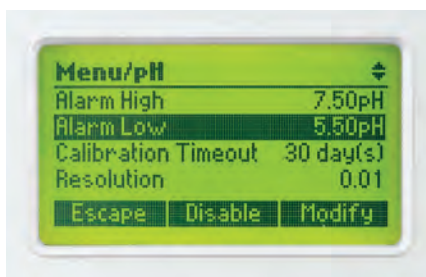 Menu/pH
Alarm High 7.50pH
Alarm Low 5.50pH
Calibration Timeout 30 day(s)
Resolution 0.01
Escape Disable Modify